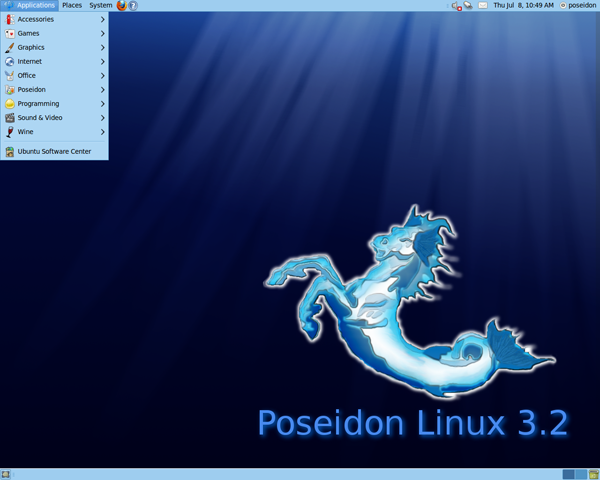 Applications Places System Thu Jul 8, 10:49 AM poseidon
Accessories
Games
Graphics
Internet
Office
Poseidon
Programming
Sound & Video
Wine
Ubuntu Software Center
Poseidon Linux 3.2